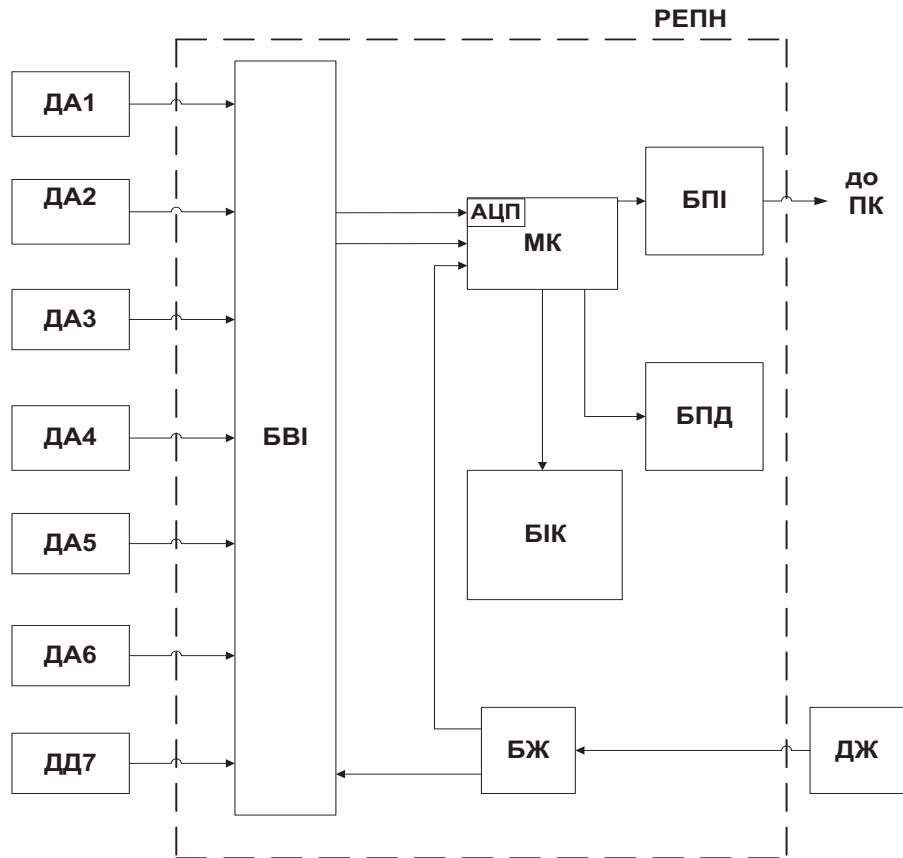 РЕПН
ДА1
ДА2
ДА3
ДА4
ДА5
ДА6
ДД7
БВІ
АЦП
МК
БПІ
до
ПК
БПД
БІК
БЖ
ДЖ